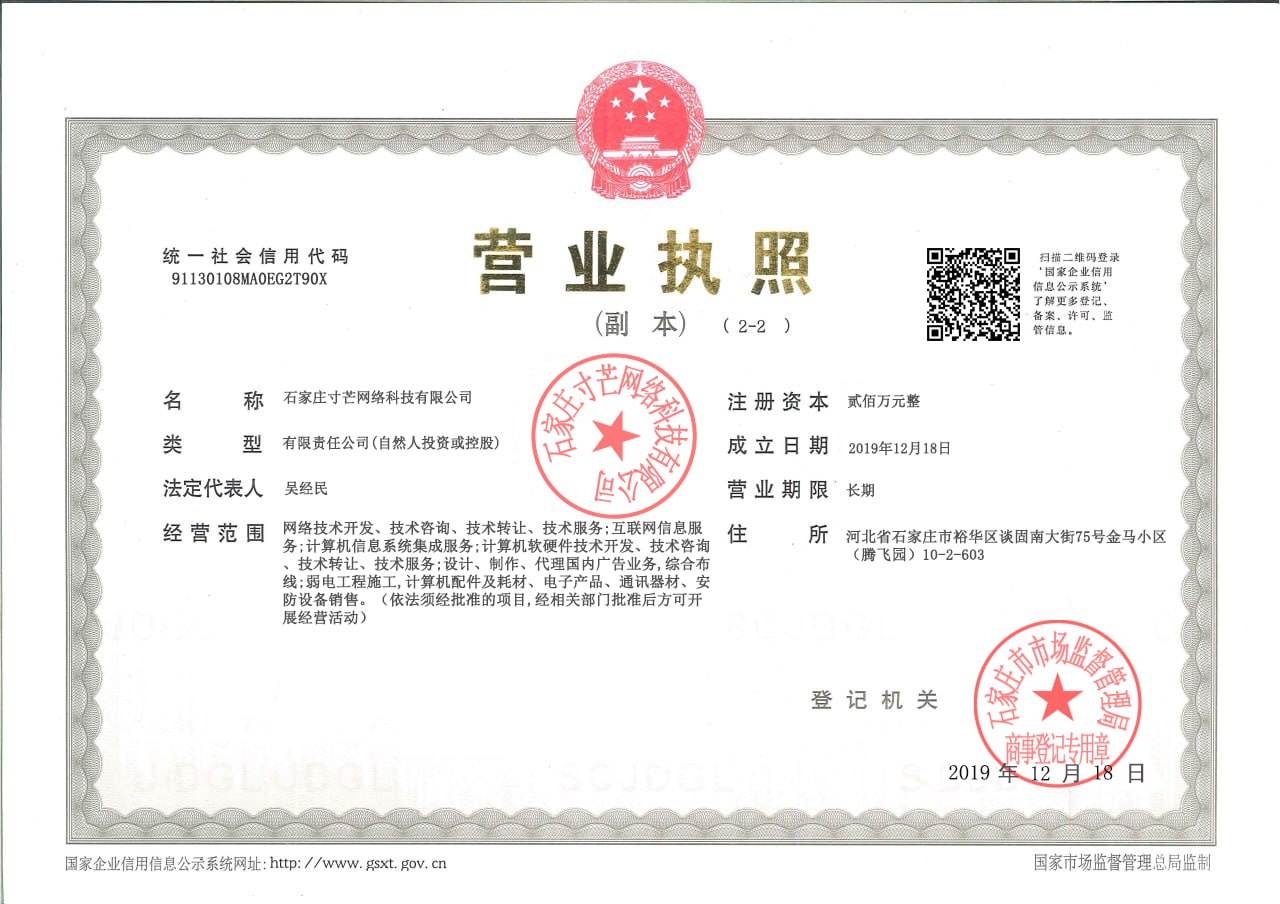 统一社会信用代码
91130108MA0EG2T90X
营业执照
(副 本) ( 2-2 )
扫描二维码登录
‘国家企业信用
信息公示系统’
了解更多登记、
备案、许可、监
管信息。
名 称 石家庄寸芒网络科技有限公司
类 型 有限责任公司(自然人投资或控股)
法定代表人 吴经民
经营范围 网络技术开发、技术咨询、技术转让、技术服务;互联网信息服
务;计算机信息系统集成服务;计算机软硬件技术开发、技术咨询
、技术转让、技术服务;设计、制作、代理国内广告业务,综合布
线;弱电工程施工,计算机配件及耗材、电子产品、通讯器材、安
防设备销售。（依法须经批准的项目,经相关部门批准后方可开
展经营活动）
石家庄寸芒网络科技有限公司
注册资本 贰佰万元整
成立日期 2019年12月18日
营业期限 长期
住 所 河北省石家庄市裕华区谈固南大街75号金马小区
（腾飞园）10-2-603
登记机关
石家庄市市场监督管理局
商事登记专用章
2019 年 12 月 18 日
国家企业信用信息公示系统网址:http://www.gsxt.gov.cn
国家市场监督管理总局监制